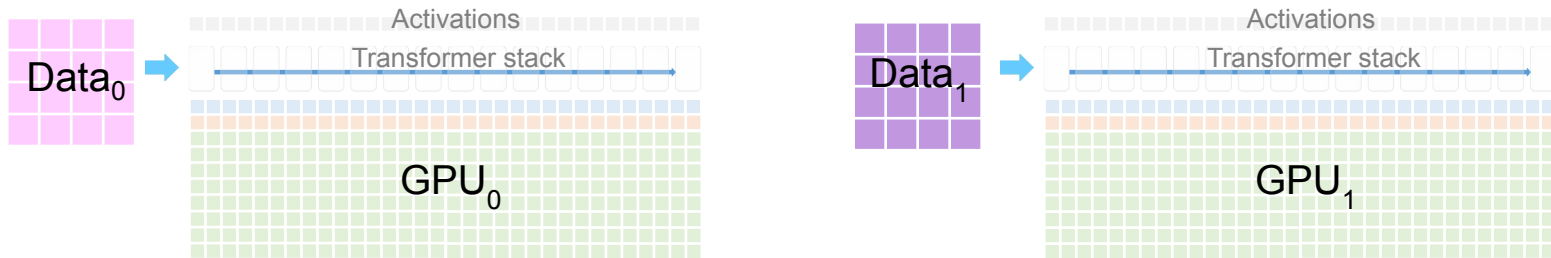 Activations
Transformer stack
Data0
GPU0
Activations
Transformer stack
Data1
GPU1